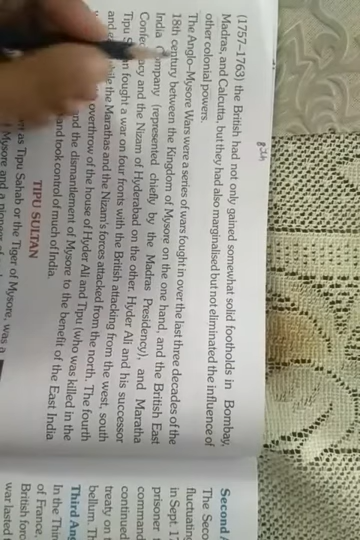 8th
(1757–1763) the British had not only gained somewhat solid footholds in Bombay,
Madras, and Calcutta, but they had also marginalised but not eliminated the influence of
other colonial powers.
The Anglo–Mysore Wars were a series of wars fought in over the last three decades of the
18th century between the Kingdom of Mysore on the one hand, and the British East
India Company (represented chiefly by the Madras Presidency), and Maratha
Confederacy and the Nizam of Hyderabad on the other. Hyder Ali and his successor
Tipu fought a war on four fronts with the British attacking from the west, south
and the Marathas and the Nizam's forces attacked from the north. The fourth
overthrow of the house of Hyder Ali and Tipu (who was killed in the
and the dismantlement of Mysore to the benefit of the East India
and took control of much of India.
TIPU SULTAN
as Tipu Sahab or the Tiger of Mysore, was a
Mysore and a pioneer of
Second
The Seco
fluctuating
in Sept. 17
prisoner
command
continued
treaty on
bellum. Th
Third Ang
In the Thir
of France,
British forc
war lasted